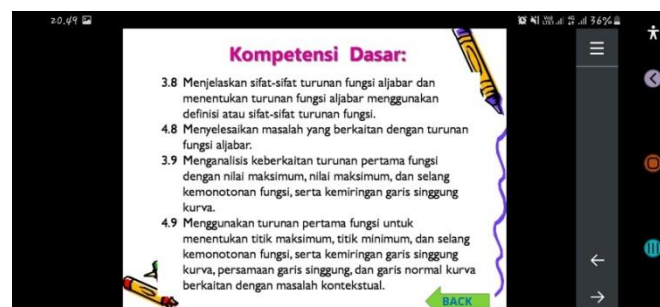 20.49
36%
Kompetensi Dasar:
3.8 Menjelaskan sifat-sifat turunan fungsi aljabar dan
menentukan turunan fungsi aljabar menggunakan
definisi atau sifat-sifat turunan fungsi.
4.8 Menyelesaikan masalah yang berkaitan dengan turunan
fungsi aljabar.
3.9 Menganalisis keberkaitan turunan pertama fungsi
dengan nilai maksimum, nilai maksimum, dan selang
kemonotonan fungsi, serta kemiringan garis singgung
kurva.
4.9 Menggunakan turunan pertama fungsi untuk
menentukan titik maksimum, titik minimum, dan selang
kemonotonan fungsi, serta kemiringan garis singgung
kurva, persamaan garis singgung, dan garis normal kurva
berkaitan dengan masalah kontekstual.
BACK